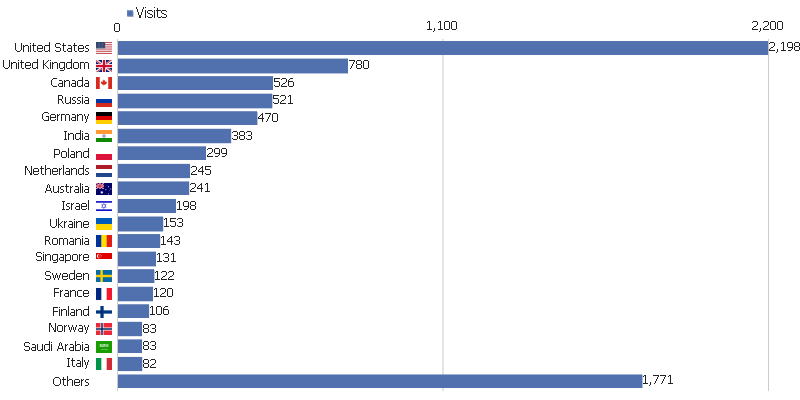 Visits
0 1,100 2,200
United States 2,198
United Kingdom 780
Canada 526
Russia 521
Germany 470
India 383
Poland 299
Netherlands 245
Australia 241
Israel 198
Ukraine 153
Romania 143
Singapore 131
Sweden 122
France 120
Finland 106
Norway 83
Saudi Arabia 83
Italy 82
Others 1,771